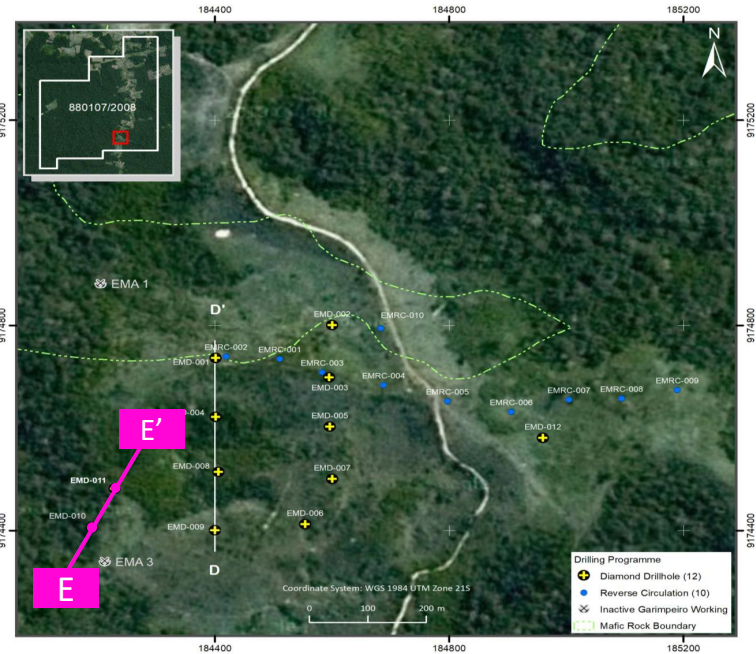 184400
184800
185200
N
880107/2008
9175200
9175200
EMA 1
D'
EMD-002
EMRC-010
9174800
9174800
EMRC-002
EMRC-001
EMD-001
EMRC-003
EMRC-009
EMRC-004
EMD-003
EMRC-005
EMRC-007
EMRC-008
EMRC-006
-004
E’
EMD-005
EMD-012
EMD-008
EMD-007
EMD-011
EMD-010
EMD-006
EMD-009
9174400
9174400
EMA 3
E
D
Coordinate System: WGS 1984 UTM Zone 21S
0 100 200 m
Drilling Programme
Diamond Drillhole (12)
Reverse Circulation (10)
Inactive Garimpeiro Working
Mafic Rock Boundary
184400
184800
185200